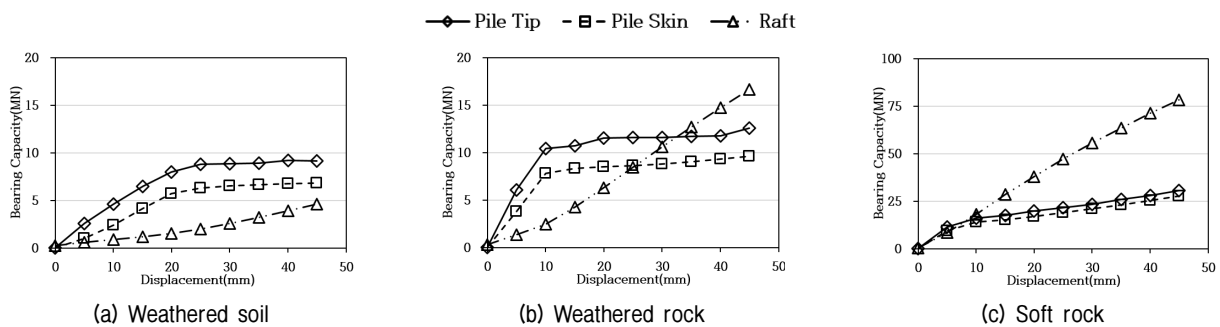 Pile Tip Pile Skin Raft
20
15
10
5
0
0 10 20 30 40 50
Bearing Capacity(MN)
Displacement(mm)
(a) Weathered soil
20
15
10
5
0
0 10 20 30 40 50
Bearing Capacity(MN)
Displacement(mm)
(b) Weathered rock
100
75
50
25
0
0 10 20 30 40 50
Bearing Capacity(MN)
Displacement(mm)
(c) Soft rock